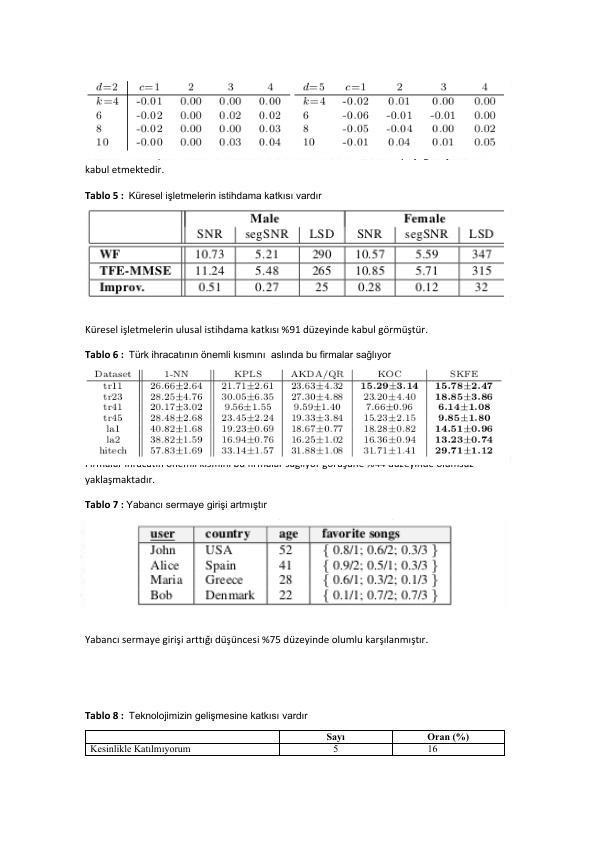 d=2 c=1 2 3 4 d=5 c=1 2 3 4
k=4 -0.01 0.00 0.00 0.00 k=4 -0.02 0.01 0.00 0.00
6 -0.02 0.00 0.02 0.02 6 -0.06 -0.01 -0.01 0.00
8 -0.02 0.00 0.00 0.03 8 -0.05 -0.04 0.00 0.02
10 -0.00 0.00 0.03 0.04 10 -0.01 0.04 0.01 0.05
kabul etmektedir.
Tablo 5 : Küresel işletmelerin istihdama katkısı vardır
Male Female
SNR segSNR LSD SNR segSNR LSD
WF 10.73 5.21 290 10.57 5.59 347
TFE-MMSE 11.24 5.48 265 10.85 5.71 315
Improv. 0.51 0.27 25 0.28 0.12 32
Küresel işletmelerin ulusal istihdama katkısı %91 düzeyinde kabul görmüştür.
Tablo 6 : Türk ihracatının önemli kısmını aslında bu firmalar sağlıyor
Dataset 1-NN KPLS AKDA/QR KOC SKFE
tr11 26.66±2.64 21.71±2.61 23.63±4.32 15.29±3.14 15.78±2.47
tr23 28.25±4.76 30.05±6.35 27.30±4.88 23.20±4.40 18.85±3.86
tr41 20.17±3.02 9.56±1.55 9.59±1.40 7.66±0.96 6.14±1.08
tr45 28.48±2.68 23.45±2.24 19.33±3.84 15.23±2.15 9.85±1.80
la1 40.82±1.68 19.23±0.69 18.67±0.77 18.28±0.82 14.51±0.96
la2 38.82±1.59 16.94±0.76 16.25±1.02 16.36±0.94 13.23±0.74
hitech 57.83±1.69 33.14±1.57 31.88±1.08 31.71±1.41 29.71±1.12
Firmalar ihracatın önemli kısmını bu firmalar sağlıyor görüşüne %44 düzeyinde olumsuz
yaklaşmaktadır.
Tablo 7 : Yabancı sermaye girişi artmıştır
user country age favorite songs
John USA 52 { 0.8/1; 0.6/2; 0.3/3 }
Alice Spain 41 { 0.9/2; 0.5/1; 0.3/3 }
Maria Greece 28 { 0.6/1; 0.3/2; 0.1/3 }
Bob Denmark 22 { 0.1/1; 0.7/2; 0.7/3 }
Yabancı sermaye girişi arttığı düşüncesi %75 düzeyinde olumlu karşılanmıştır.
Tablo 8 : Teknolojimizin gelişmesine katkısı vardır
Sayı Oran (%)
Kesinlikle Katılmıyorum 5 16